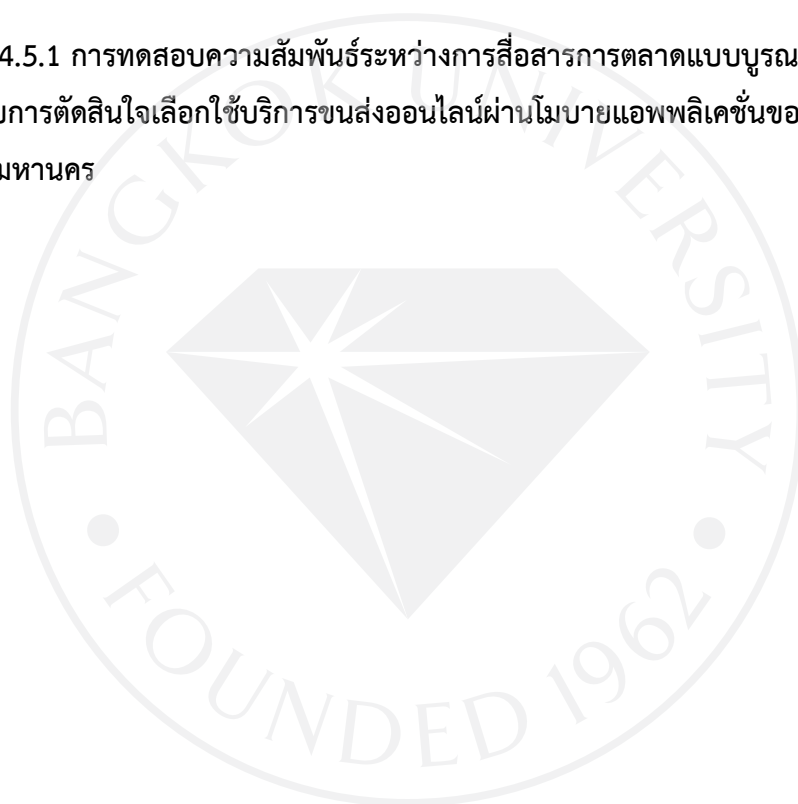 4.5.1 การทดสอบความสัมพันธ์ระหว่างการสื่อสารการตลาดแบบบูรณ
การตัดสินใจเลือกใช้บริการขนส่งออนไลน์ผ่านโมบายแอพพลิเคชั่นขอ
มหานคร
BANGKOK UNIVERSITY
FOUNDED 1962